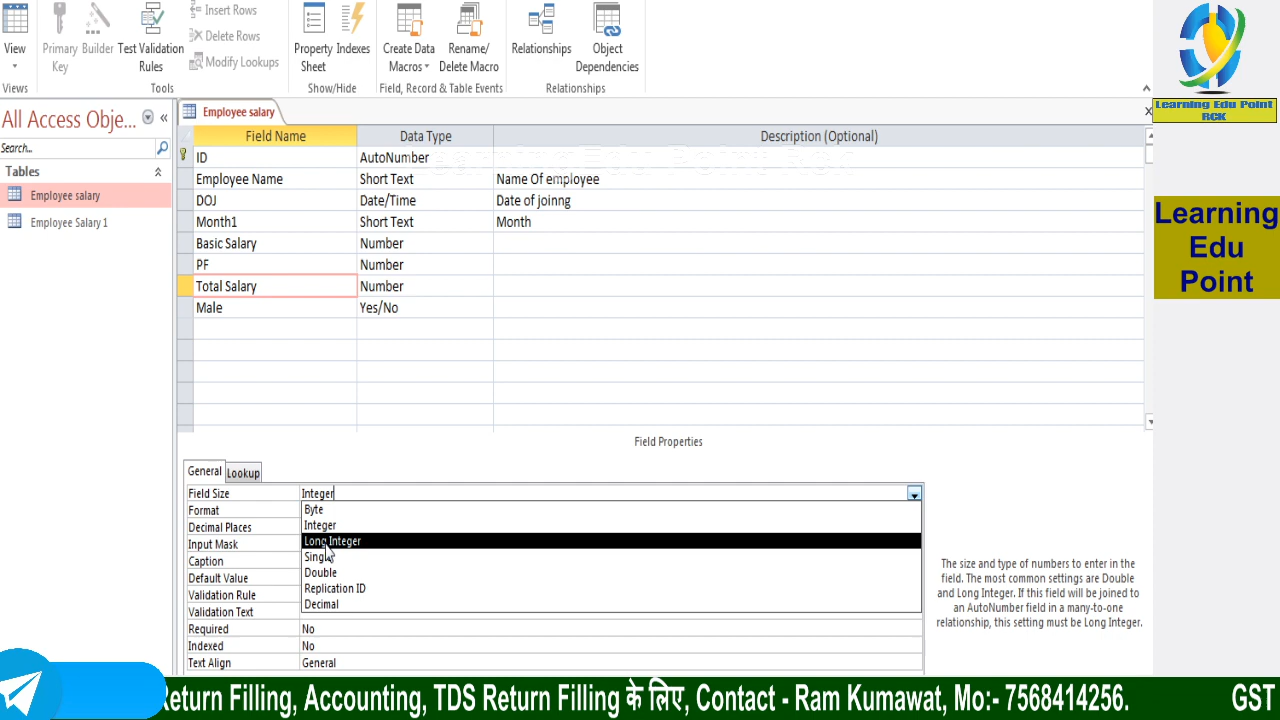 Insert Rows
Delete Rows
Modify Lookups
View
Primary Key
Builder
Test Validation Rules
Property Sheet
Indexes
Create Data Macros
Rename/ Delete Macro
Relationships
Object Dependencies
Views
Tools
Show/Hide
Field, Record & Table Events
Relationships
Learning Edu Point
RCK
All Access Obje...
«
Search...
Tables
Employee salary
Employee Salary 1
Employee salary
Field Name Data Type Description (Optional)
ID AutoNumber
Learning Edu Point Rck
Employee Name Short Text Name Of employee
DOJ Date/Time Date of joinng
Month1 Short Text Month
Basic Salary Number
PF Number
Total Salary Number
Male Yes/No
Learning
Edu
Point
Field Properties
General Lookup
Field Size Integer
Format
Decimal Places
Input Mask
Caption
Default Value
Validation Rule
Validation Text
Required No
Indexed No
Text Align General
Byte
Integer
Long Integer
Single
Double
Replication ID
Decimal
The size and type of numbers to enter in the
field. The most common settings are Double
and Long Integer. If this field will be joined to
an AutoNumber field in a many-to-one
relationship, this setting must be Long Integer.
Return Filling, Accounting, TDS Return Filling के लिए, Contact - Ram Kumawat, Mo:- 7568414256. GST